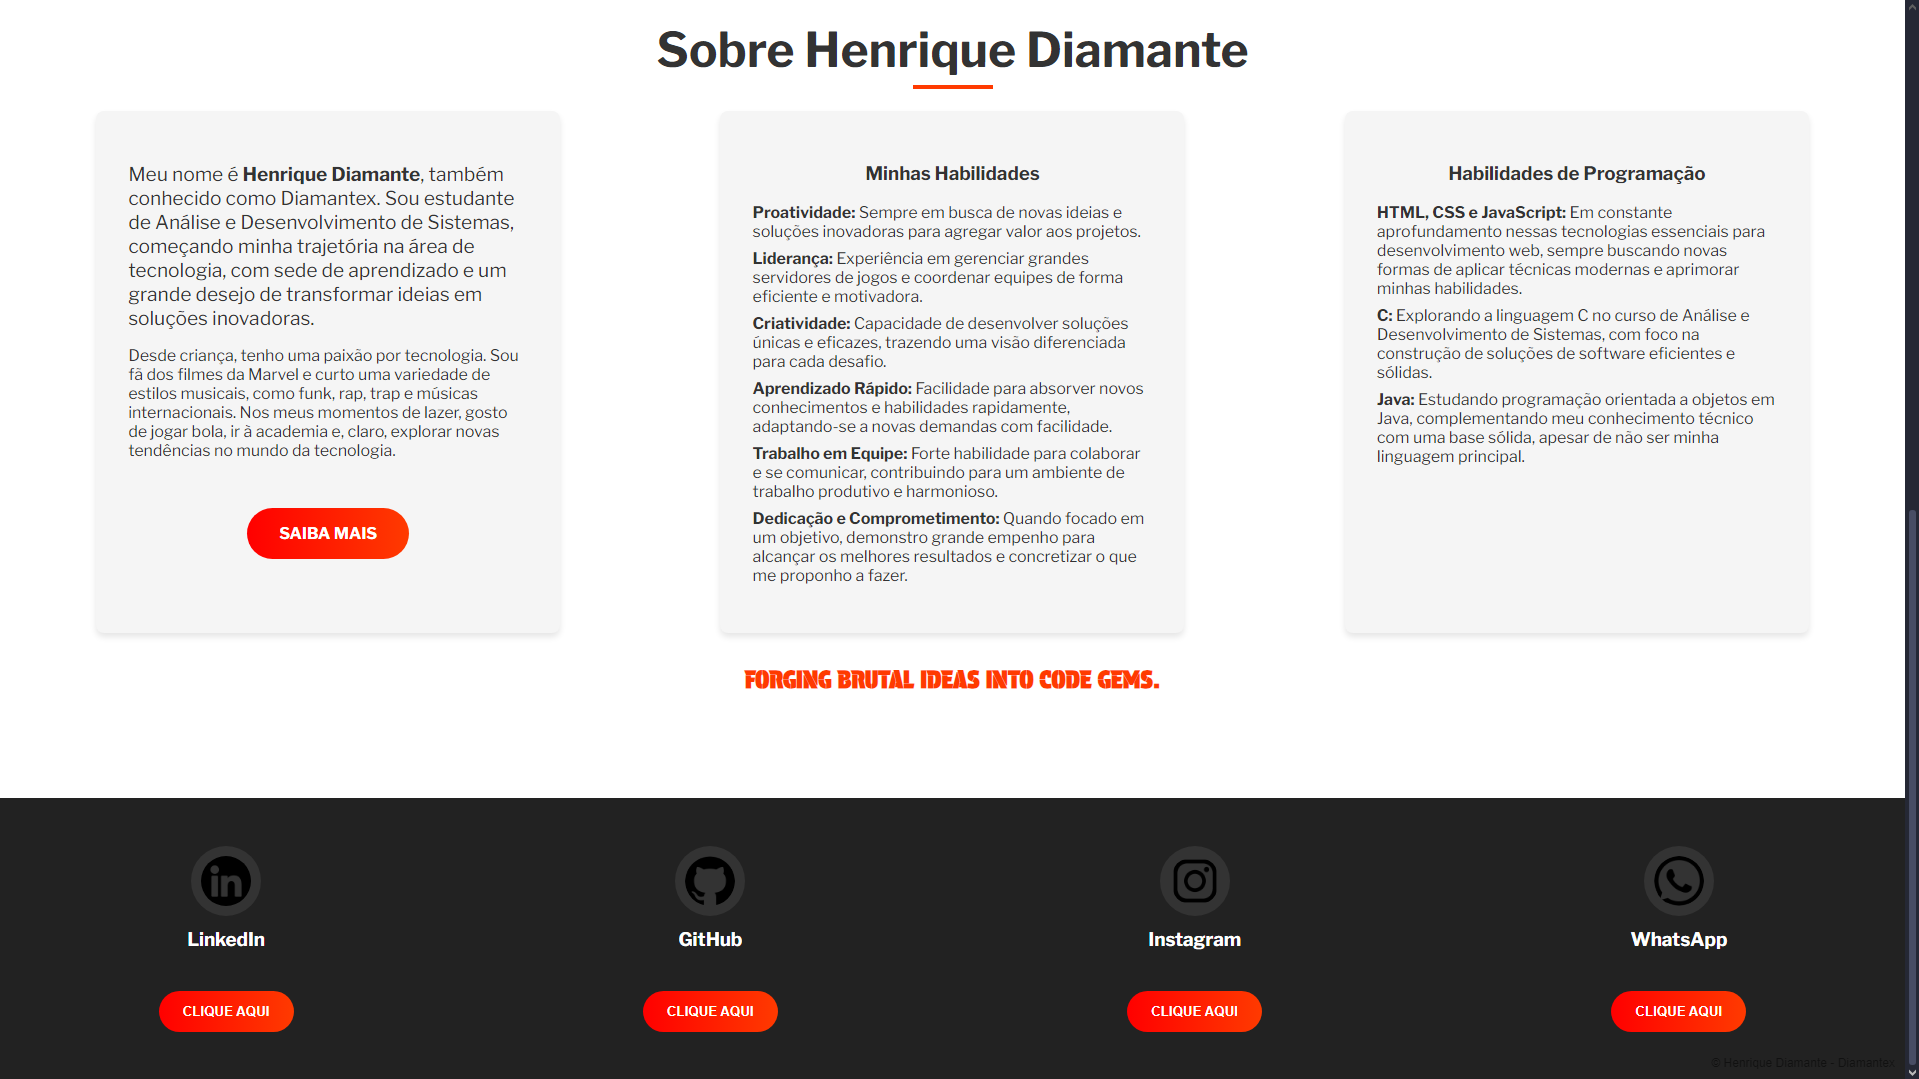 Sobre Henrique Diamante
Meu nome é Henrique Diamante, também
conhecido como Diamantex. Sou estudante
de Análise e Desenvolvimento de Sistemas,
começando minha trajetória na área de
tecnologia, com sede de aprendizado e um
grande desejo de transformar ideias em
soluções inovadoras.
Desde criança, tenho uma paixão por tecnologia. Sou
fã dos filmes da Marvel e curto uma variedade de
estilos musicais, como funk, rap, trap e músicas
internacionais. Nos meus momentos de lazer, gosto
de jogar bola, ir à academia e, claro, explorar novas
tendências no mundo da tecnologia.
SAIBA MAIS
Minhas Habilidades
Proatividade: Sempre em busca de novas ideias e
soluções inovadoras para agregar valor aos projetos.
Liderança: Experiência em gerenciar grandes
servidores de jogos e coordenar equipes de forma
eficiente e motivadora.
Criatividade: Capacidade de desenvolver soluções
únicas e eficazes, trazendo uma visão diferenciada
para cada desafio.
Aprendizado Rápido: Facilidade para absorver novos
conhecimentos e habilidades rapidamente,
adaptando-se a novas demandas com facilidade.
Trabalho em Equipe: Forte habilidade para colaborar
e se comunicar, contribuindo para um ambiente de
trabalho produtivo e harmonioso.
Dedicação e Comprometimento: Quando focado em
um objetivo, demonstro grande empenho para
alcançar os melhores resultados e concretizar o que
me proponho a fazer.
Habilidades de Programação
HTML, CSS e JavaScript: Em constante
aprofundamento nessas tecnologias essenciais para
desenvolvimento web, sempre buscando novas
formas de aplicar técnicas modernas e aprimorar
minhas habilidades.
C: Explorando a linguagem C no curso de Análise e
Desenvolvimento de Sistemas, com foco na
construção de soluções de software eficientes e
sólidas.
Java: Estudando programação orientada a objetos em
Java, complementando meu conhecimento técnico
com uma base sólida, apesar de não ser minha
linguagem principal.
FORGING BRUTAL IDEAS INTO CODE GEMS.
in
LinkedIn
GitHub
Instagram
WhatsApp
CLIQUE AQUI
CLIQUE AQUI
CLIQUE AQUI
CLIQUE AQUI
© Henrique Diamante - Diamantex